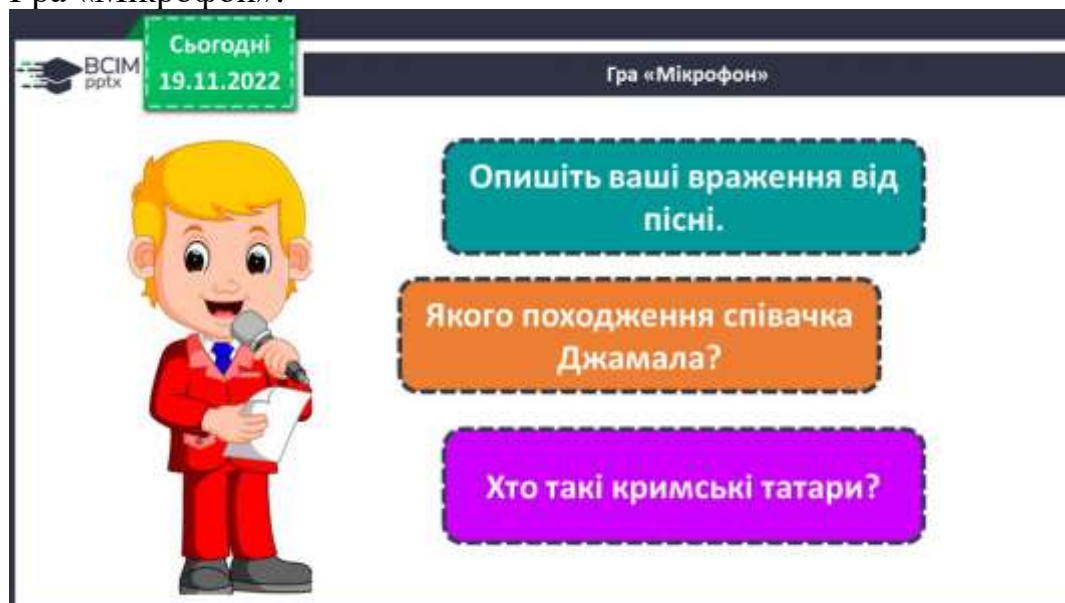 Гра «Мікрофон».
Сьогодні
19.11.2022
ВСІМ
pptx
Гра «Мікрофон»
Опишіть ваші враження від
пісні.
Якого походження співачка
Джамала?
Хто такі кримські татари?